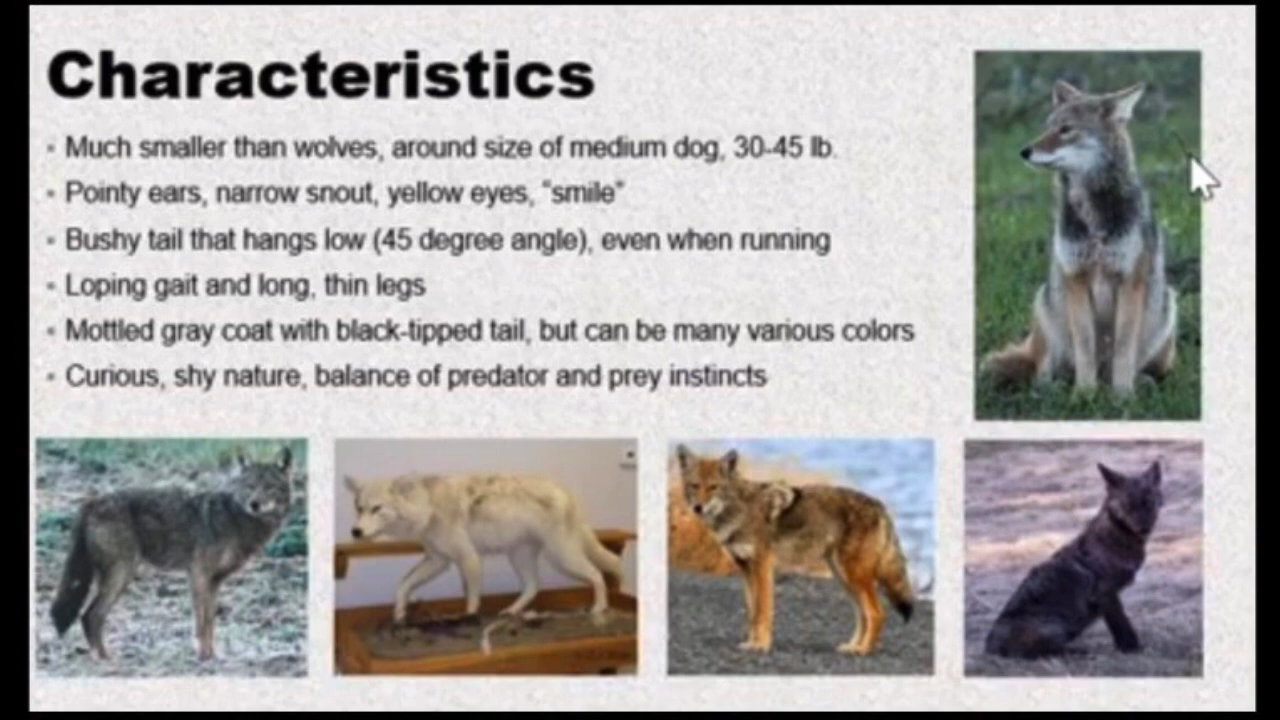 Characteristics
• Much smaller than wolves, around size of medium dog, 30-45 lb.
• Pointy ears, narrow snout, yellow eyes, "smile"
• Bushy tail that hangs low (45 degree angle), even when running
• Loping gait and long, thin legs
• Mottled gray coat with black-tipped tail, but can be many various colors
• Curious, shy nature, balance of predator and prey instincts